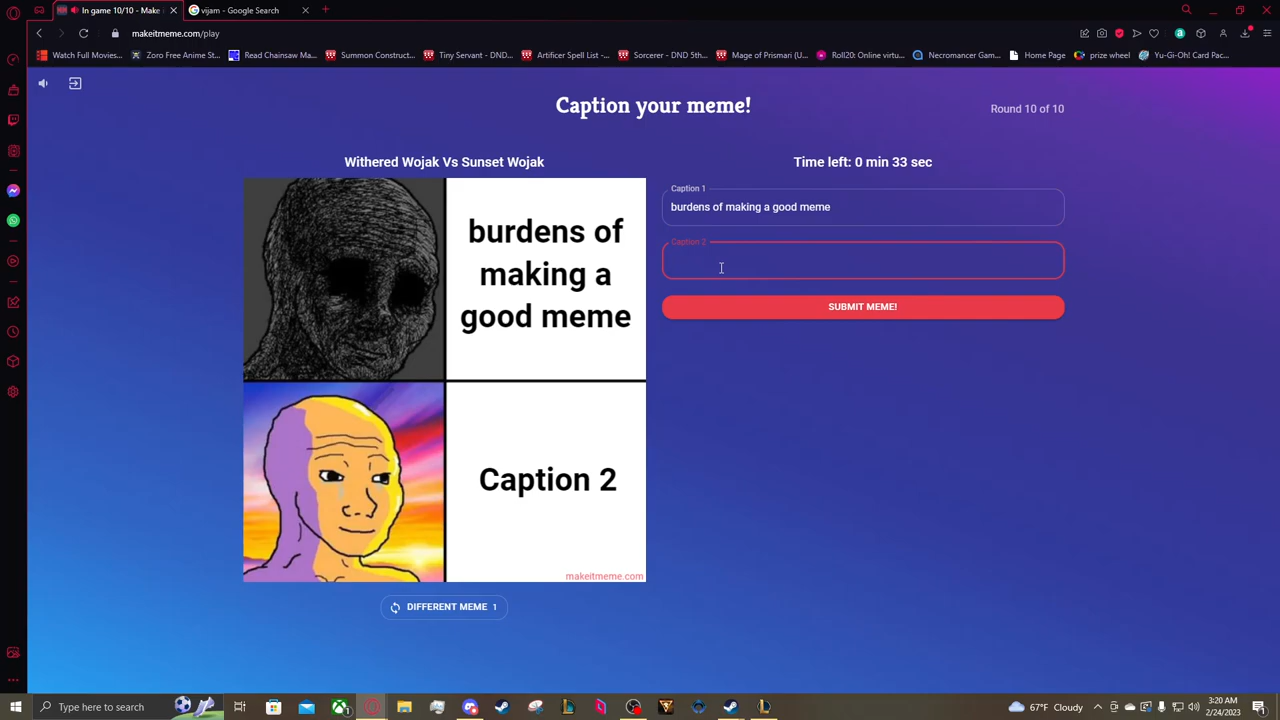 In game 10/10 - Make
vijam - Google Search
makeitmeme.com/play
Watch Full Movies...
Zoro Free Anime St...
Read Chainsaw Ma...
Summon Construct...
Tiny Servant - DND...
Artificer Spell List -...
Sorcerer - DND 5th...
Mage of Prismari (U...
Roll20: Online virtu...
Necromancer Gam...
Home Page
prize wheel
Yu-Gi-Oh! Card Pac...
Caption your meme!
Round 10 of 10
Withered Wojak Vs Sunset Wojak
Time left: 0 min 33 sec
Caption 1
burdens of making a good meme
Caption 2
SUBMIT MEME!
burdens of
making a
good meme
Caption 2
makeitmeme.com
DIFFERENT MEME 1
Type here to search
67°F Cloudy
3:20 AM
2/24/2023